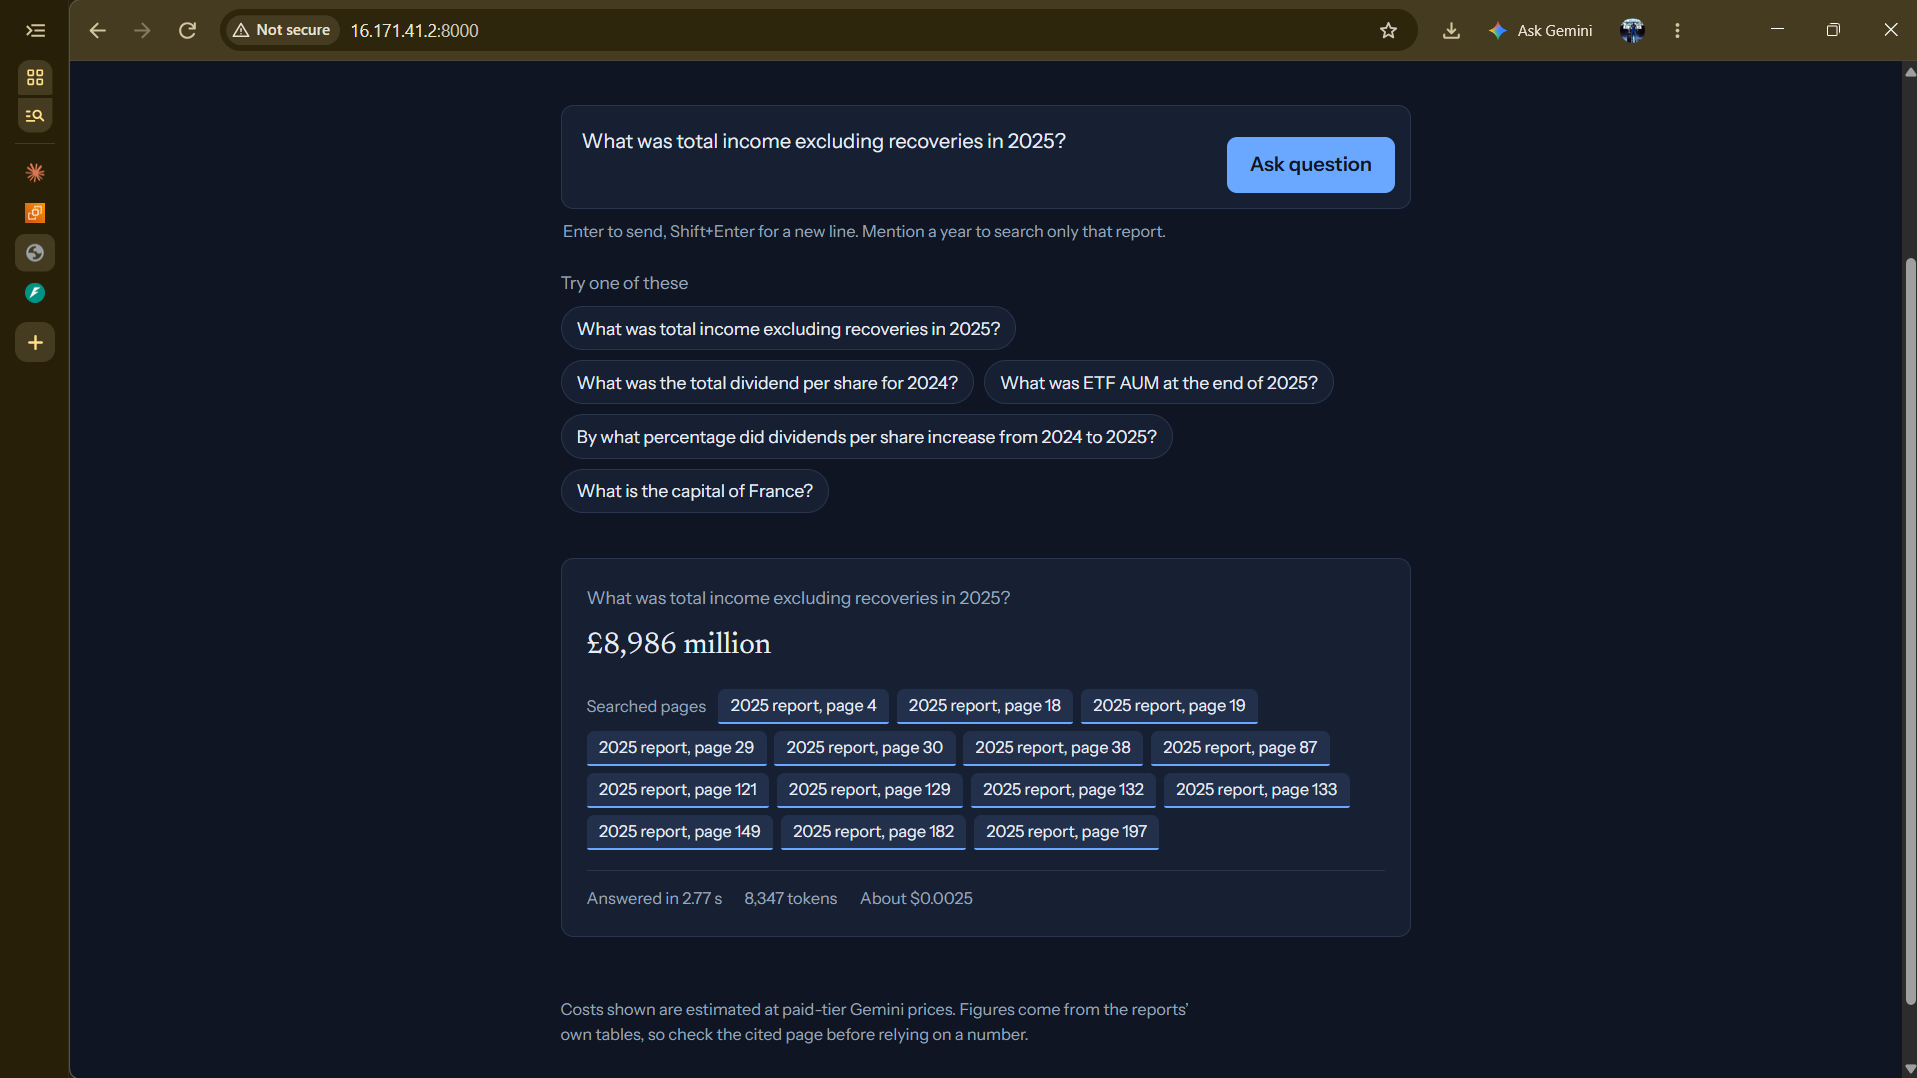 Not secure 16.171.41.2:8000 Ask Gemini
What was total income excluding recoveries in 2025?
Ask question
Enter to send, Shift+Enter for a new line. Mention a year to search only that report.
Try one of these
What was total income excluding recoveries in 2025?
What was the total dividend per share for 2024? What was ETF AUM at the end of 2025?
By what percentage did dividends per share increase from 2024 to 2025?
What is the capital of France?
What was total income excluding recoveries in 2025?
£8,986 million
Searched pages 2025 report, page 4 2025 report, page 18 2025 report, page 19
2025 report, page 29 2025 report, page 30 2025 report, page 38 2025 report, page 87
2025 report, page 121 2025 report, page 129 2025 report, page 132 2025 report, page 133
2025 report, page 149 2025 report, page 182 2025 report, page 197
Answered in 2.77 s 8,347 tokens About $0.0025
Costs shown are estimated at paid-tier Gemini prices. Figures come from the reports’
own tables, so check the cited page before relying on a number.